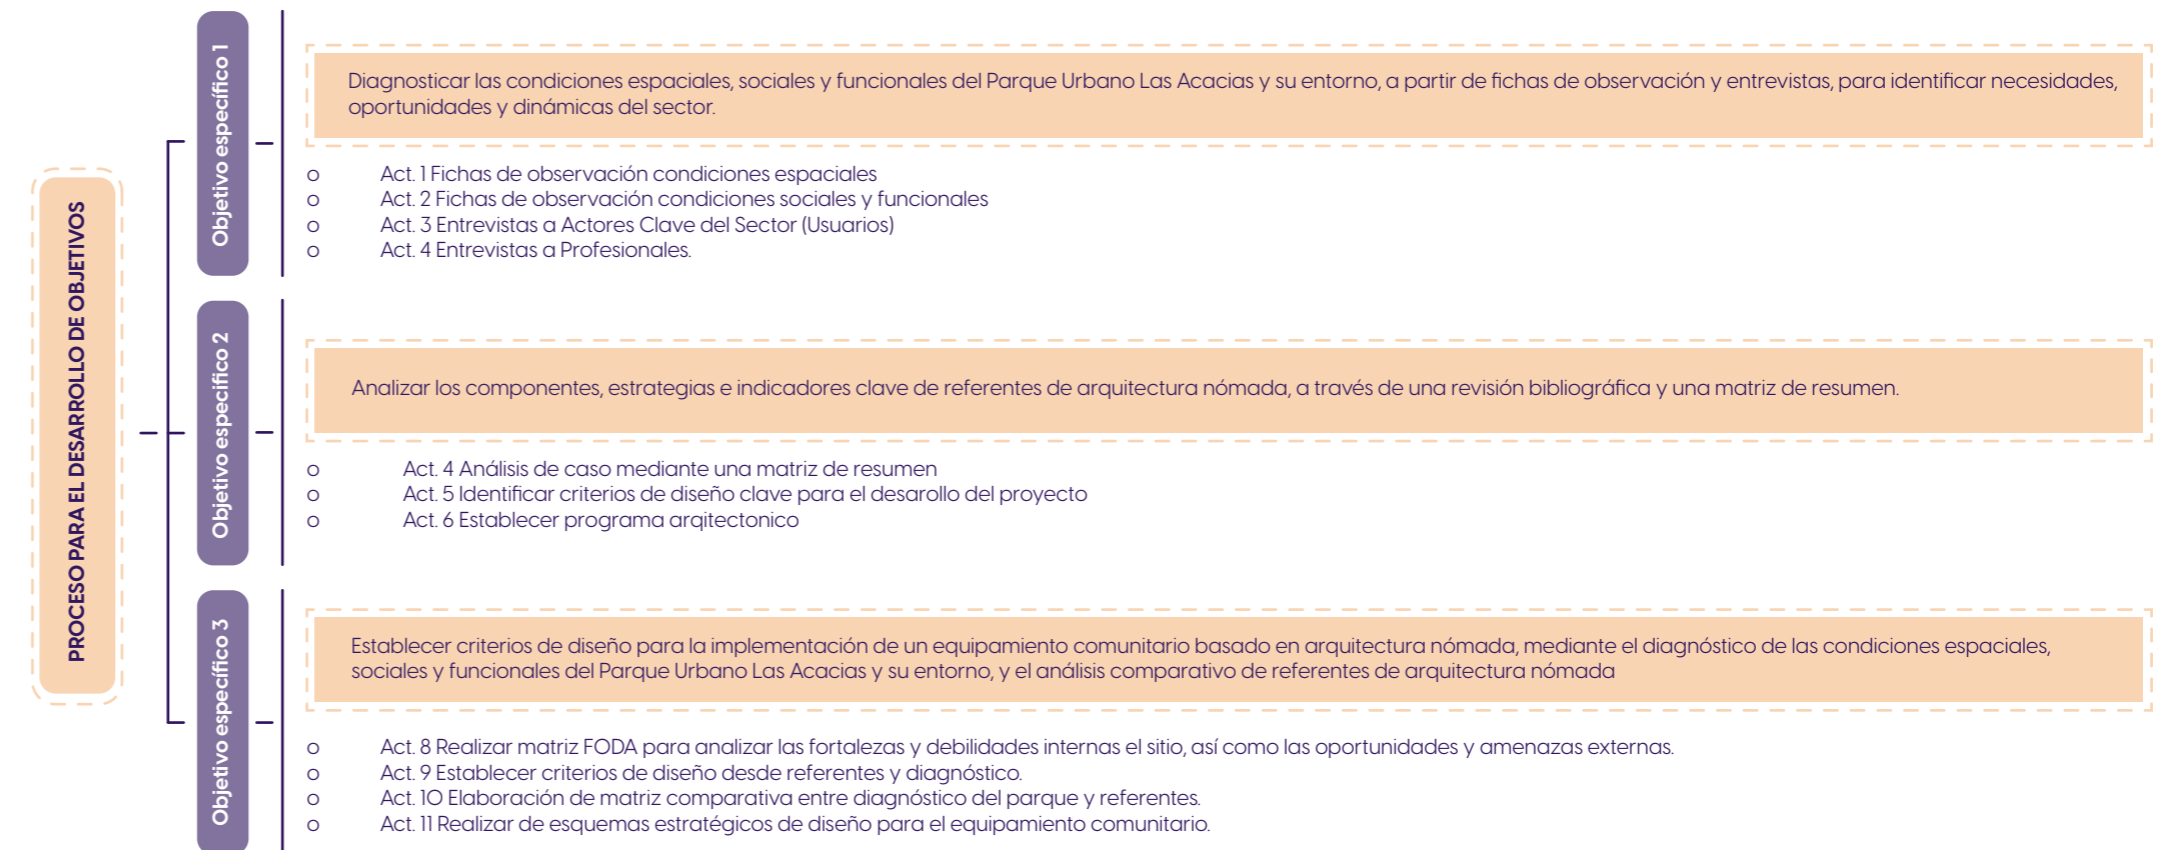 PROCESO PARA EL DESARROLLO DE OBJETIVOS
Objetivo específico 1
Diagnosticar las condiciones espaciales, sociales y funcionales del Parque Urbano Las Acacias y su entorno, a partir de fichas de observación y entrevistas, para identificar necesidades,
oportunidades y dinámicas del sector.
o Act. 1 Fichas de observación condiciones espaciales
o Act. 2 Fichas de observación condiciones sociales y funcionales
o Act. 3 Entrevistas a Actores Clave del Sector (Usuarios)
o Act. 4 Entrevistas a Profesionales.
Objetivo específico 2
Analizar los componentes, estrategias e indicadores clave de referentes de arquitectura nómada, a través de una revisión bibliográfica y una matriz de resumen.
o Act. 4 Análisis de caso mediante una matriz de resumen
o Act. 5 Identificar criterios de diseño clave para el desarollo del proyecto
o Act. 6 Establecer programa arqitectonico
Objetivo específico 3
Establecer criterios de diseño para la implementación de un equipamiento comunitario basado en arquitectura nómada, mediante el diagnóstico de las condiciones espaciales,
sociales y funcionales del Parque Urbano Las Acacias y su entorno, y el análisis comparativo de referentes de arquitectura nómada
o Act. 8 Realizar matriz FODA para analizar las fortalezas y debilidades internas el sitio, así como las oportunidades y amenazas externas.
o Act. 9 Establecer criterios de diseño desde referentes y diagnóstico.
o Act. 10 Elaboración de matriz comparativa entre diagnóstico del parque y referentes.
o Act. 11 Realizar de esquemas estratégicos de diseño para el equipamiento comunitario.